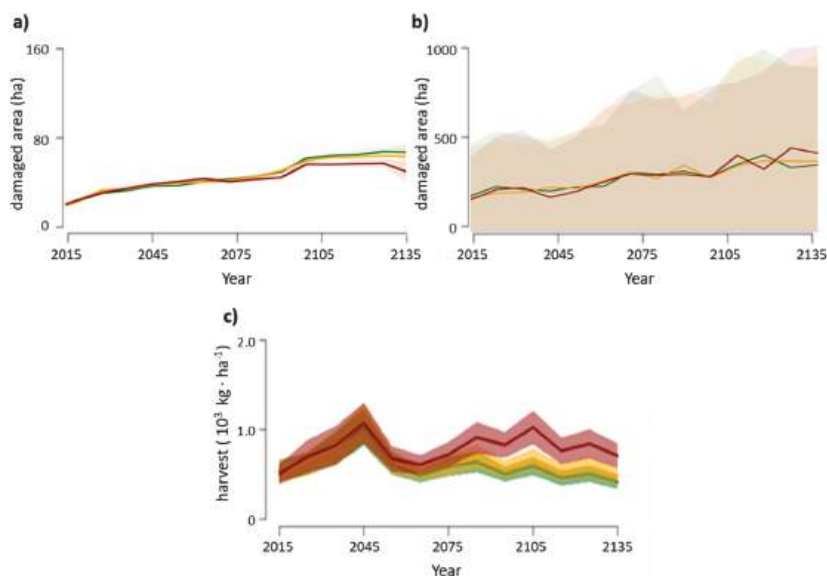 a)
160
80
0
damaged area (ha)
2015 2045 2075 2105 2135
Year
b)
1000
500
0
damaged area (ha)
2015 2045 2075 2105 2135
Year
c)
2.0
1.0
0
harvest ( 10³ kg · ha⁻¹)
2015 2045 2075 2105 2135
Year